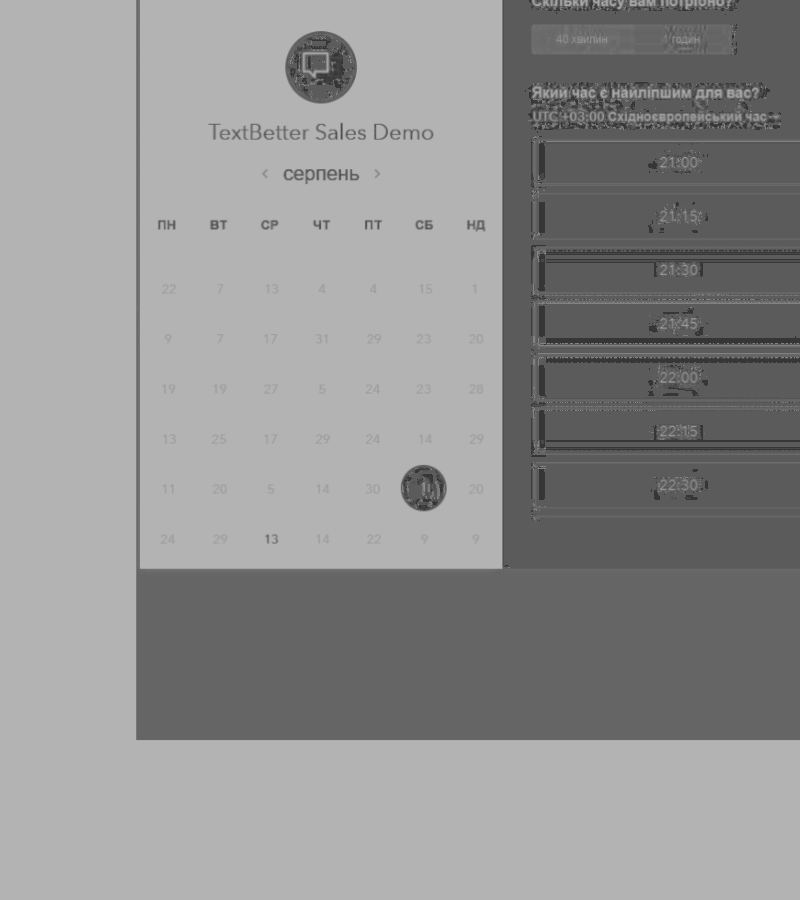 TextBetter Sales Demo
‹ серпень ›
ПН ВТ СР ЧТ ПТ СБ НД
22 7 13 4 4 15 1
9 7 17 31 29 23 20
19 19 27 5 24 23 28
13 25 17 29 24 14 29
11 20 5 14 30 20
24 29 13 14 22 9 9
Скільки часу вам потрібно?
40 хвилин 1 годин
Який час є найліпшим для вас?
UTC +03:00 Східноєвропейський час
21:00
21:15
21:30
21:45
22:00
22:15
22:30